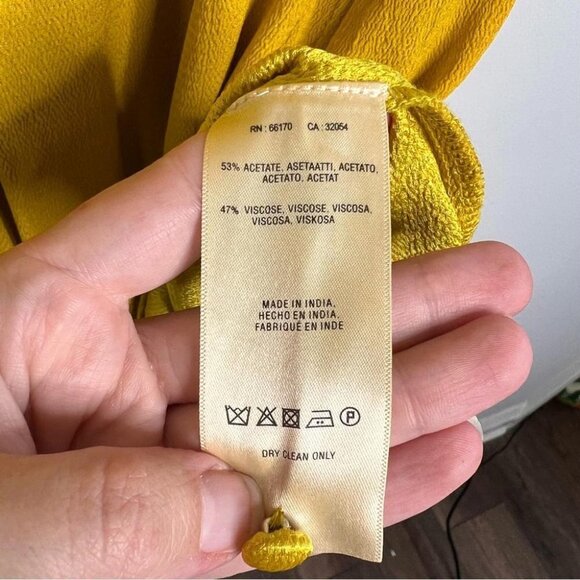 RN : 66170 CA : 32054
53% ACETATE, ASETAATTI, ACETATO,
ACETATO, ACETAT
47% VISCOSE, VISCOSE, VISCOSA,
VISCOSA, VISKOSA
MADE IN INDIA,
HECHO EN INDIA,
FABRIQUÉ EN INDE
P
DRY CLEAN ONLY